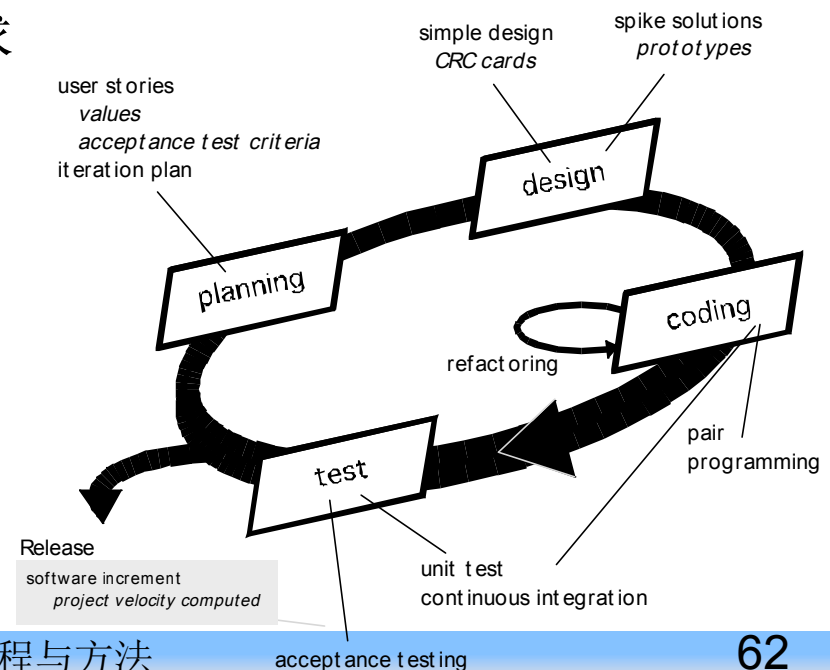 求
simple design
CRC cards
spike solutions
prototypes
user stories
values
acceptance test criteria
iteration plan
design
planning
coding
refactoring
test
pair
programming
Release
software increment
project velocity computed
unit test
continuous integration
acceptance testing
程与方法
62